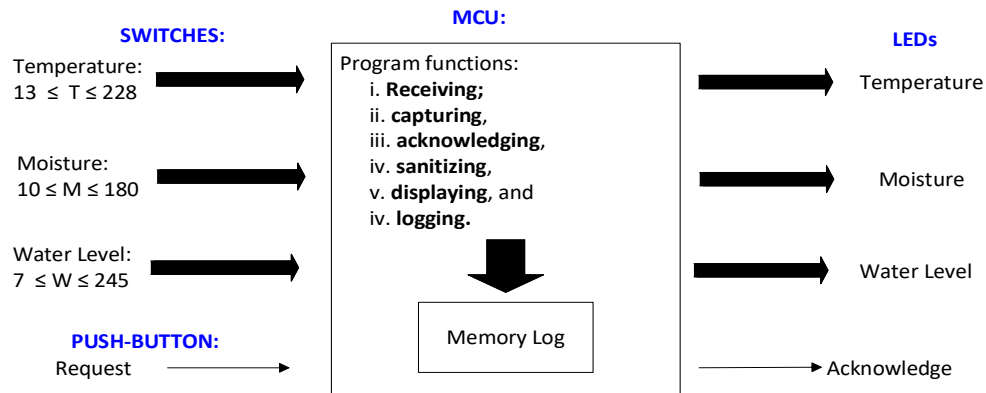 MCU:
SWITCHES:
LEDs
Temperature:
13 ≤ T ≤ 228
Program functions:
i. Receiving;
ii. capturing,
iii. acknowledging,
iv. sanitizing,
v. displaying, and
iv. logging.
Temperature
Moisture:
10 ≤ M ≤ 180
Moisture
Water Level:
7 ≤ W ≤ 245
Water Level
Memory Log
PUSH-BUTTON:
Request
Acknowledge